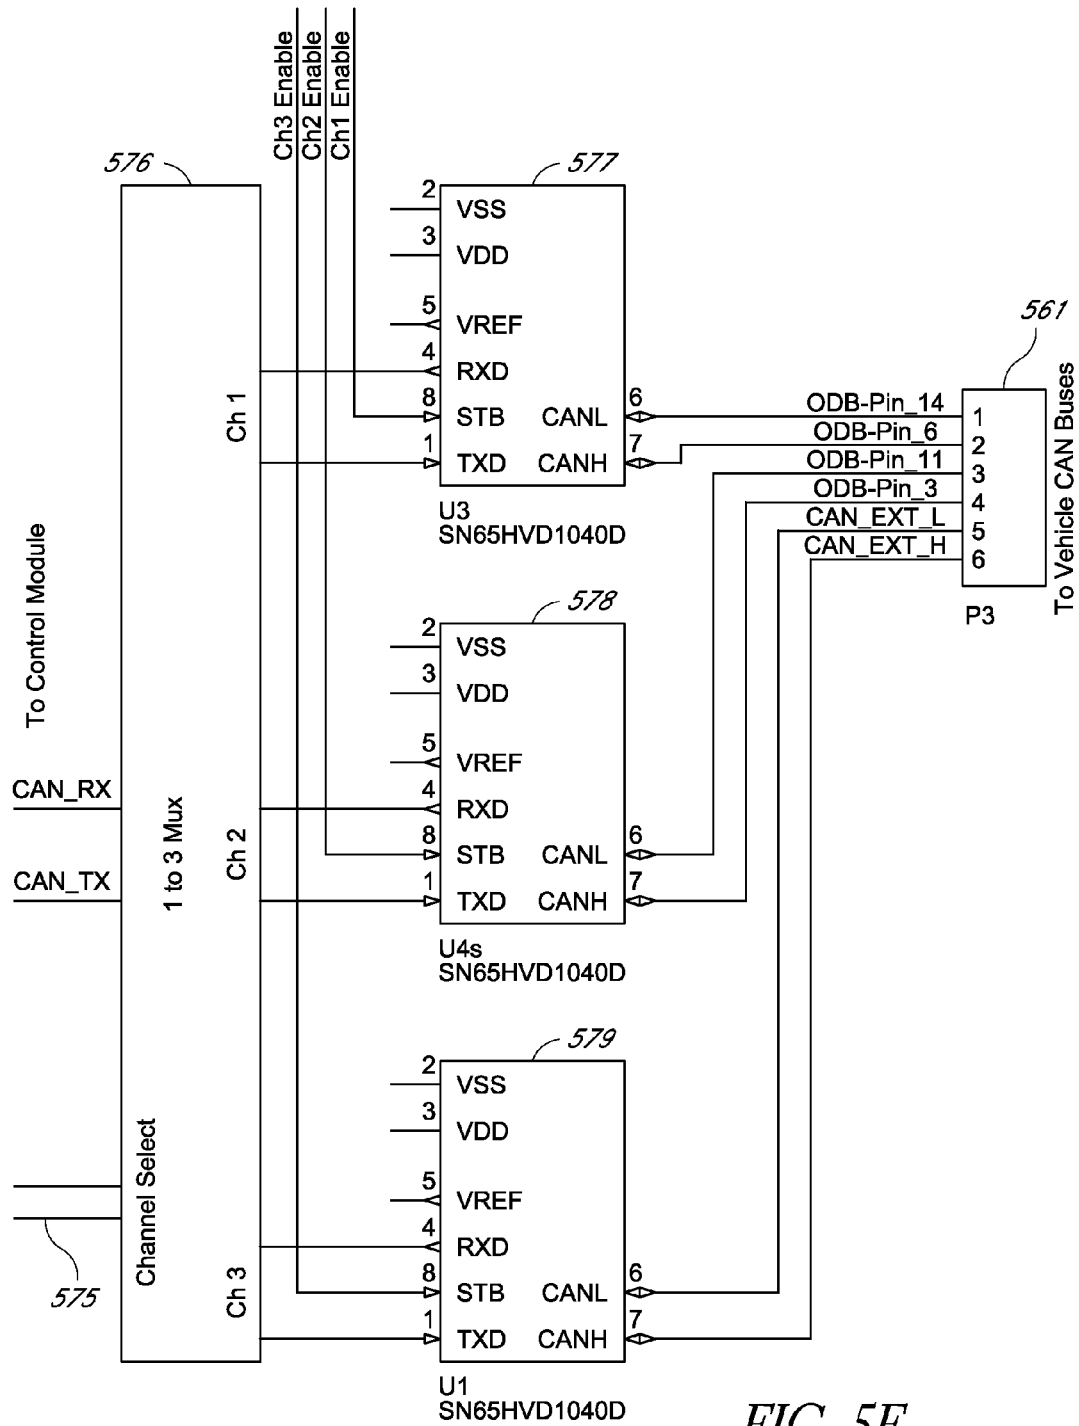 Ch3 Enable
Ch2 Enable
Ch1 Enable
576
577
2
VSS
3
VDD
5
VREF
4
RXD
8
STB
CANL
6
1
TXD
CANH
7
Ch 1
U3
SN65HVD1040D
561
ODB-Pin_14
1
ODB-Pin_6
2
ODB-Pin_11
3
ODB-Pin_3
4
CAN_EXT_L
5
CAN_EXT_H
6
P3
To Vehicle CAN Buses
To Control Module
578
2
VSS
3
VDD
5
VREF
4
RXD
8
STB
CANL
6
1
TXD
CANH
7
CAN_RX
CAN_TX
1 to 3 Mux
Ch 2
U4s
SN65HVD1040D
579
2
VSS
3
VDD
5
VREF
4
RXD
8
STB
CANL
6
1
TXD
CANH
7
Channel Select
575
Ch 3
U1
SN65HVD1040D